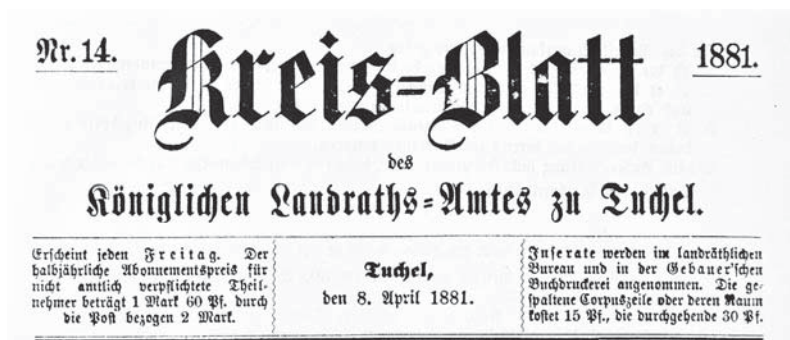 Nr. 14.
Kreis=Blatt
1881.
des
Königlichen Landraths=Amtes zu Tuchel.
Erscheint jeden Freitag. Der
halbjährliche Abonnementspreis für
nicht amtlich verpflichtete Theil-
nehmer beträgt 1 Mark 60 Pf. durch
die Post bezogen 2 Mark.
Tuchel,
den 8. April 1881.
Inserate werden im landräthlichen
Bureau und in der Gebauer'schen
Buchdruckerei angenommen. Die ge-
spaltene Corpuszeile oder deren Raum
kostet 15 Pf., die durchgehende 30 Pf.